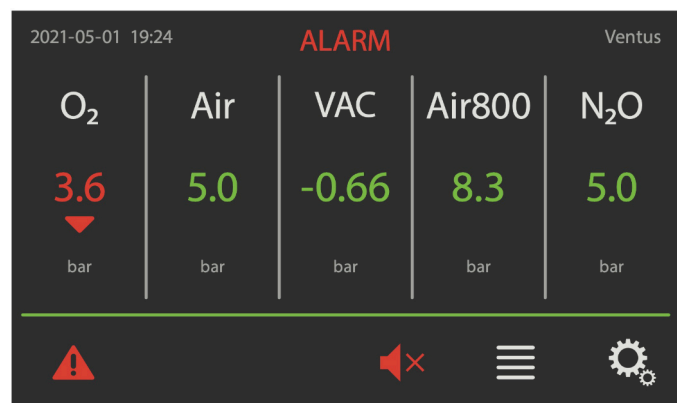 2021-05-01 19:24 ALARM Ventus
O₂ Air VAC Air800 N₂O
3.6 5.0 -0.66 8.3 5.0
bar bar bar bar bar